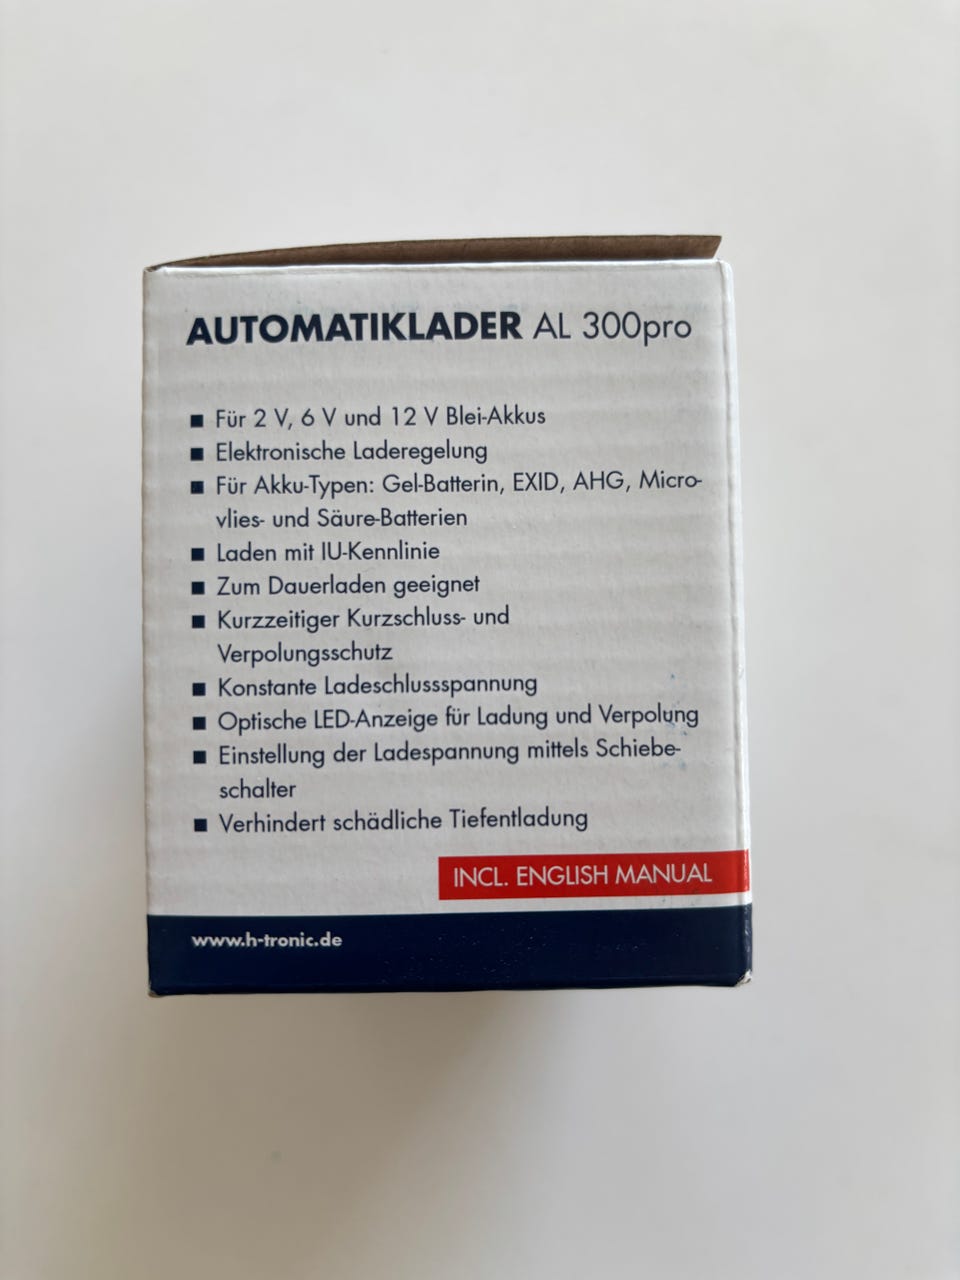 AUTOMATIKLADER AL 300pro
■ Für 2 V, 6 V und 12 V Blei-Akkus
■ Elektronische Laderegelung
■ Für Akku-Typen: Gel-Batterin, EXID, AHG, Micro-
vlies- und Säure-Batterien
■ Laden mit IU-Kennlinie
■ Zum Dauerladen geeignet
■ Kurzzeitiger Kurzschluss- und
Verpolungsschutz
■ Konstante Ladeschlussspannung
■ Optische LED-Anzeige für Ladung und Verpolung
■ Einstellung der Ladespannung mittels Schiebe-
schalter
■ Verhindert schädliche Tiefentladung
INCL. ENGLISH MANUAL
www.h-tronic.de